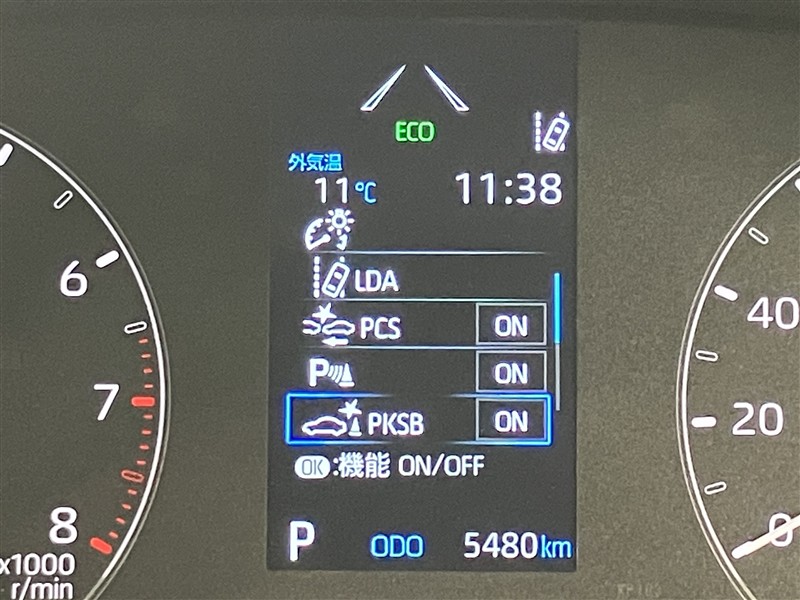 ECO
外気温
11℃ 11:38
LDA
PCS ON
P ON
PKSB ON
OK:機能 ON/OFF
P ODO 5480km
6
7
8
x1000
r/min
40
20
0